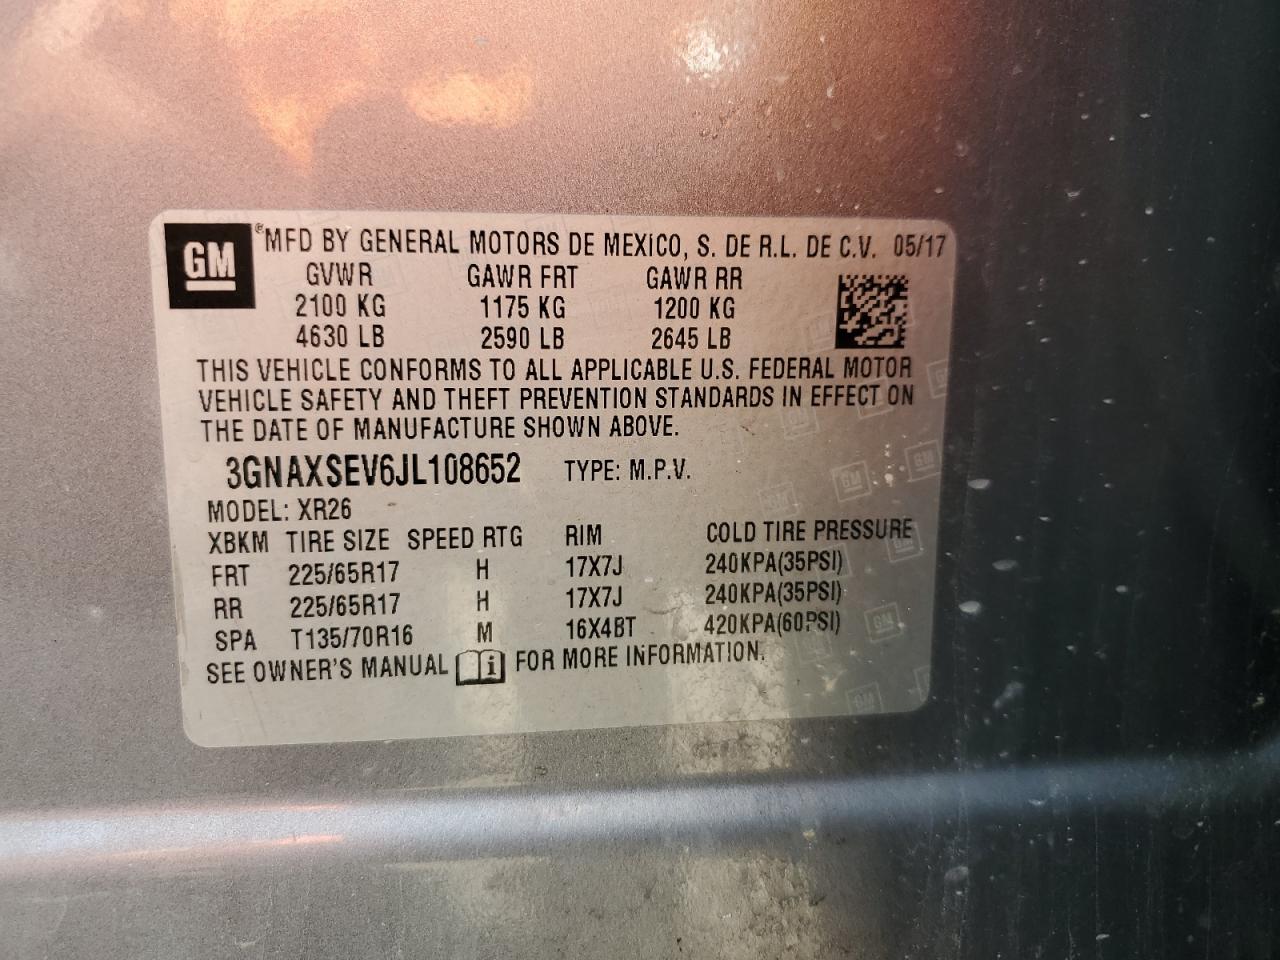 GM
®MFD BY GENERAL MOTORS DE MEXICO, S. DE R.L. DE C.V. 05/17
GVWR GAWR FRT GAWR RR
2100 KG 1175 KG 1200 KG
4630 LB 2590 LB 2645 LB
THIS VEHICLE CONFORMS TO ALL APPLICABLE U.S. FEDERAL MOTOR
VEHICLE SAFETY AND THEFT PREVENTION STANDARDS IN EFFECT ON
THE DATE OF MANUFACTURE SHOWN ABOVE.
3GNAXSEV6JL108652 TYPE: M.P.V.
MODEL: XR26
XBKM TIRE SIZE SPEED RTG RIM COLD TIRE PRESSURE
FRT 225/65R17 H 17X7J 240KPA(35PSI)
RR 225/65R17 H 17X7J 240KPA(35PSI)
SPA T135/70R16 M 16X4BT 420KPA(60PSI)
SEE OWNER'S MANUAL i FOR MORE INFORMATION.